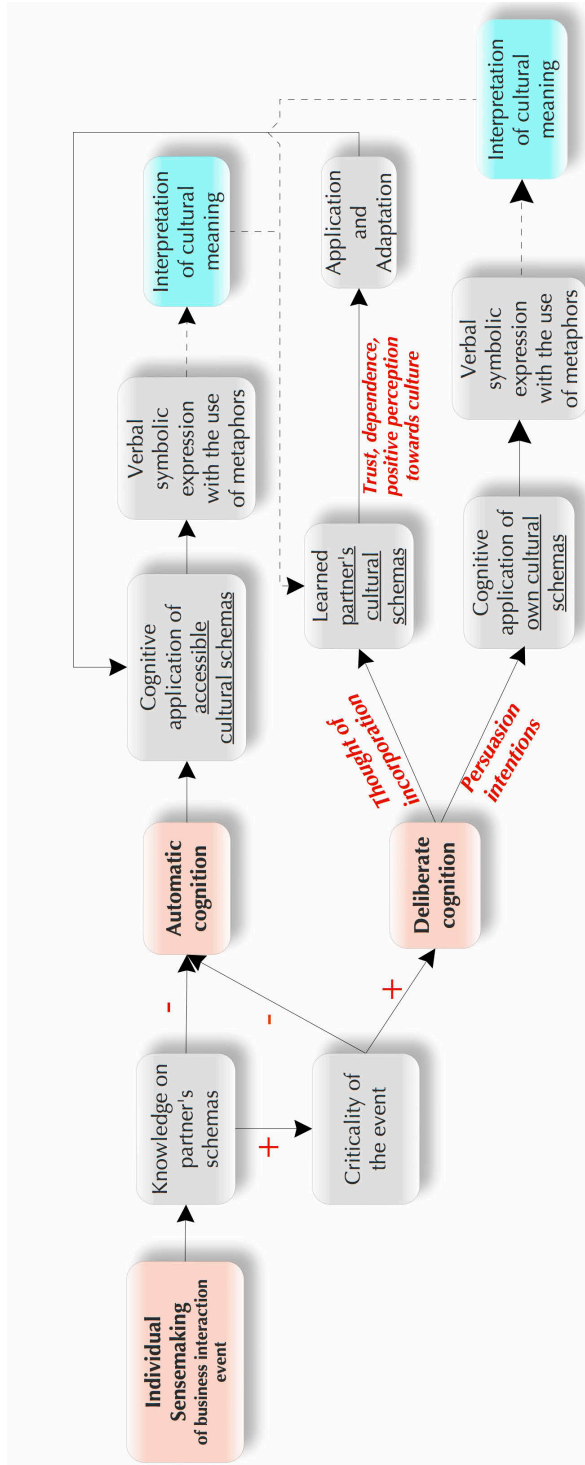 Individual
Sensemaking
of business interaction
event
Knowledge on
partner's
schemas
-
+
Criticality of
the event
-
+
Automatic
cognition
Deliberate
cognition
Cognitive
application of
accessible
cultural schemas
Verbal
symbolic
expression
with the use
of metaphors
Interpretation
of cultural
meaning
Thought of
incorporation
Learned
partner's
cultural
schemas
Trust, dependence,
positive perception
towards culture
Application
and
Adaptation
Persuasion
intentions
Cognitive
application of
own cultural
schemas
Verbal
symbolic
expression
with the use
of metaphors
Interpretation
of cultural
meaning